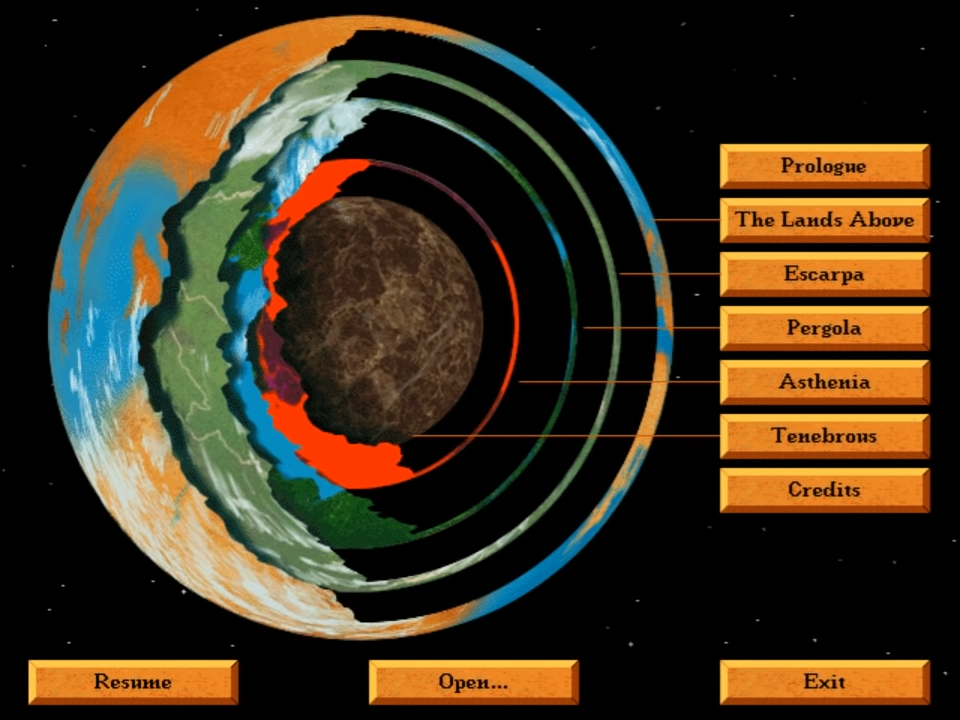 Prologue
The Lands Above
Escarpa
Pergola
Asthenia
Tenebrous
Credits
Resume
Open...
Exit